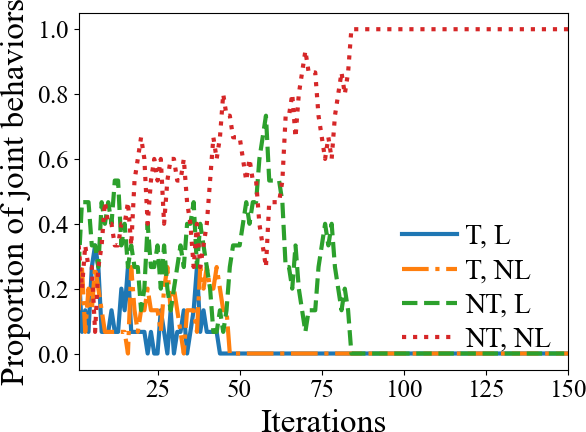 Proportion of joint behaviors
1.0
0.8
0.6
0.4
0.2
0.0
T, L
T, NL
NT, L
NT, NL
25 50 75 100 125 150
Iterations